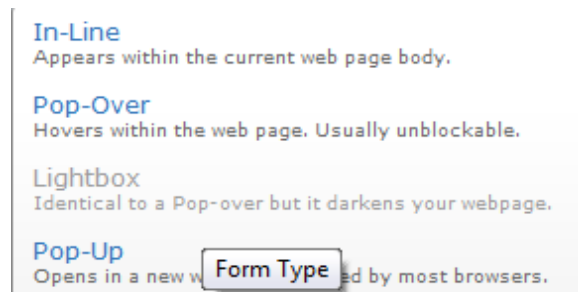 In-Line
Appears within the current web page body.
Pop-Over
Hovers within the web page. Usually unblockable.
Lightbox
Identical to a Pop-over but it darkens your webpage.
Pop-Up
Opens in a new by most browsers.
Form Type